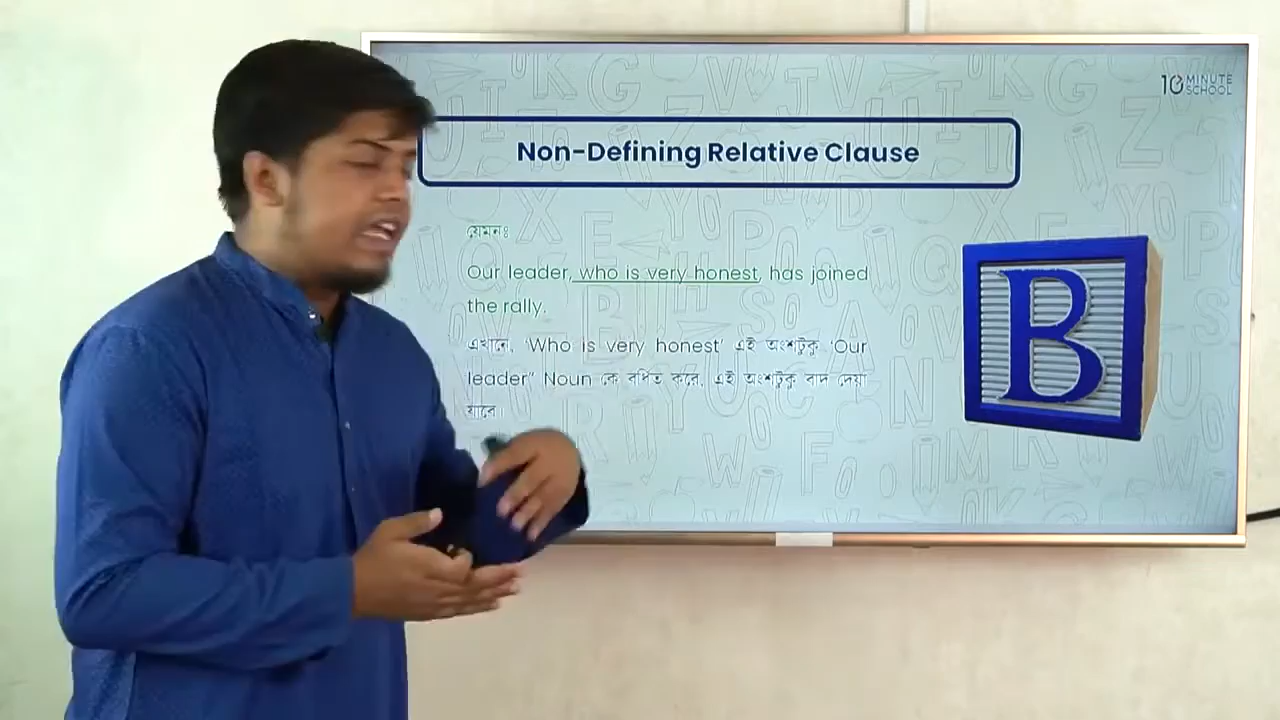 10 MINUTE
SCHOOL
Non-Defining Relative Clause
যেমনঃ
Our leader, who is very honest, has joined
the rally.
এখানে, ‘Who is very honest’ এই অংশটুকু ‘Our
leader” Noun কে বর্ধিত করে, এই অংশটুকু বাদ দেয়া
যাবে।
B